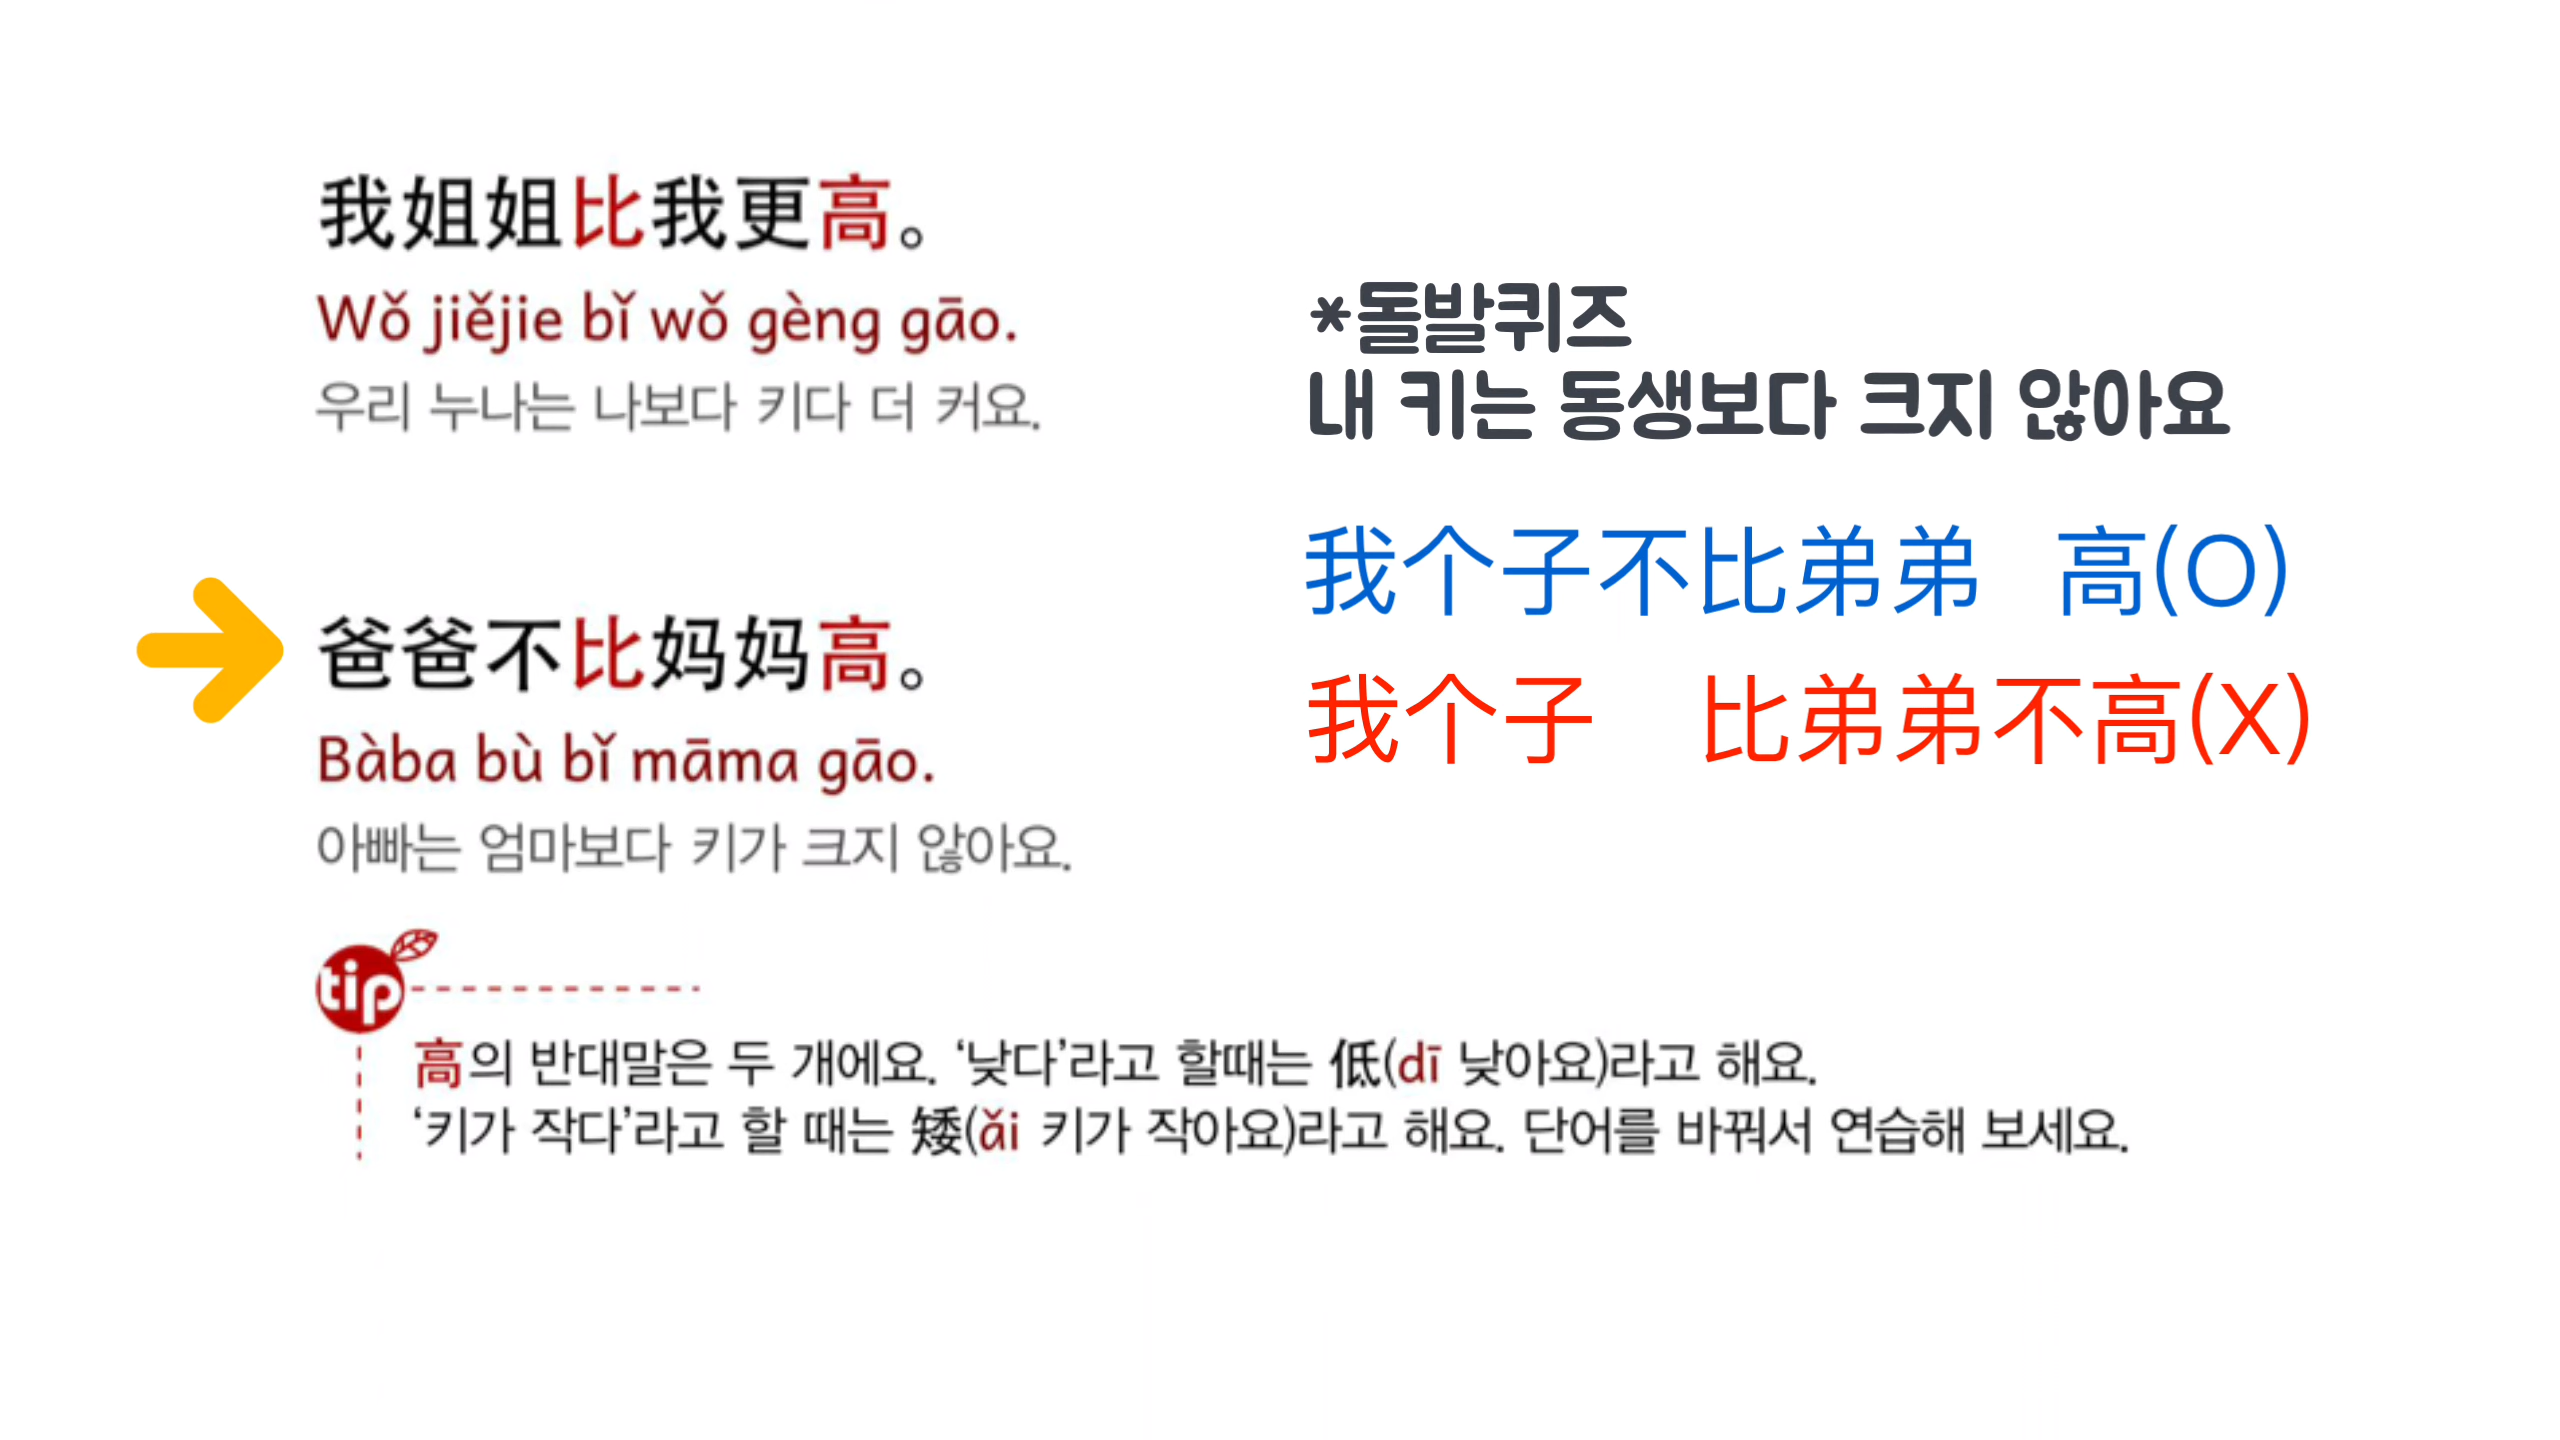 我姐姐比我更高。
Wǒ jiějie bǐ wǒ gèng gāo.
우리 누나는 나보다 키다 더 커요.
爸爸不比妈妈高。
Bàba bù bǐ māma gāo.
아빠는 엄마보다 키가 크지 않아요.
*돌발퀴즈
내 키는 동생보다 크지 않아요
我个子不比弟弟 高(O)
我个子 比弟弟不高(X)
tip
高의 반대말은 두 개에요. ‘낮다’라고 할때는 低(dī 낮아요)라고 해요.
‘키가 작다’라고 할 때는 矮(ǎi 키가 작아요)라고 해요. 단어를 바꿔서 연습해 보세요.